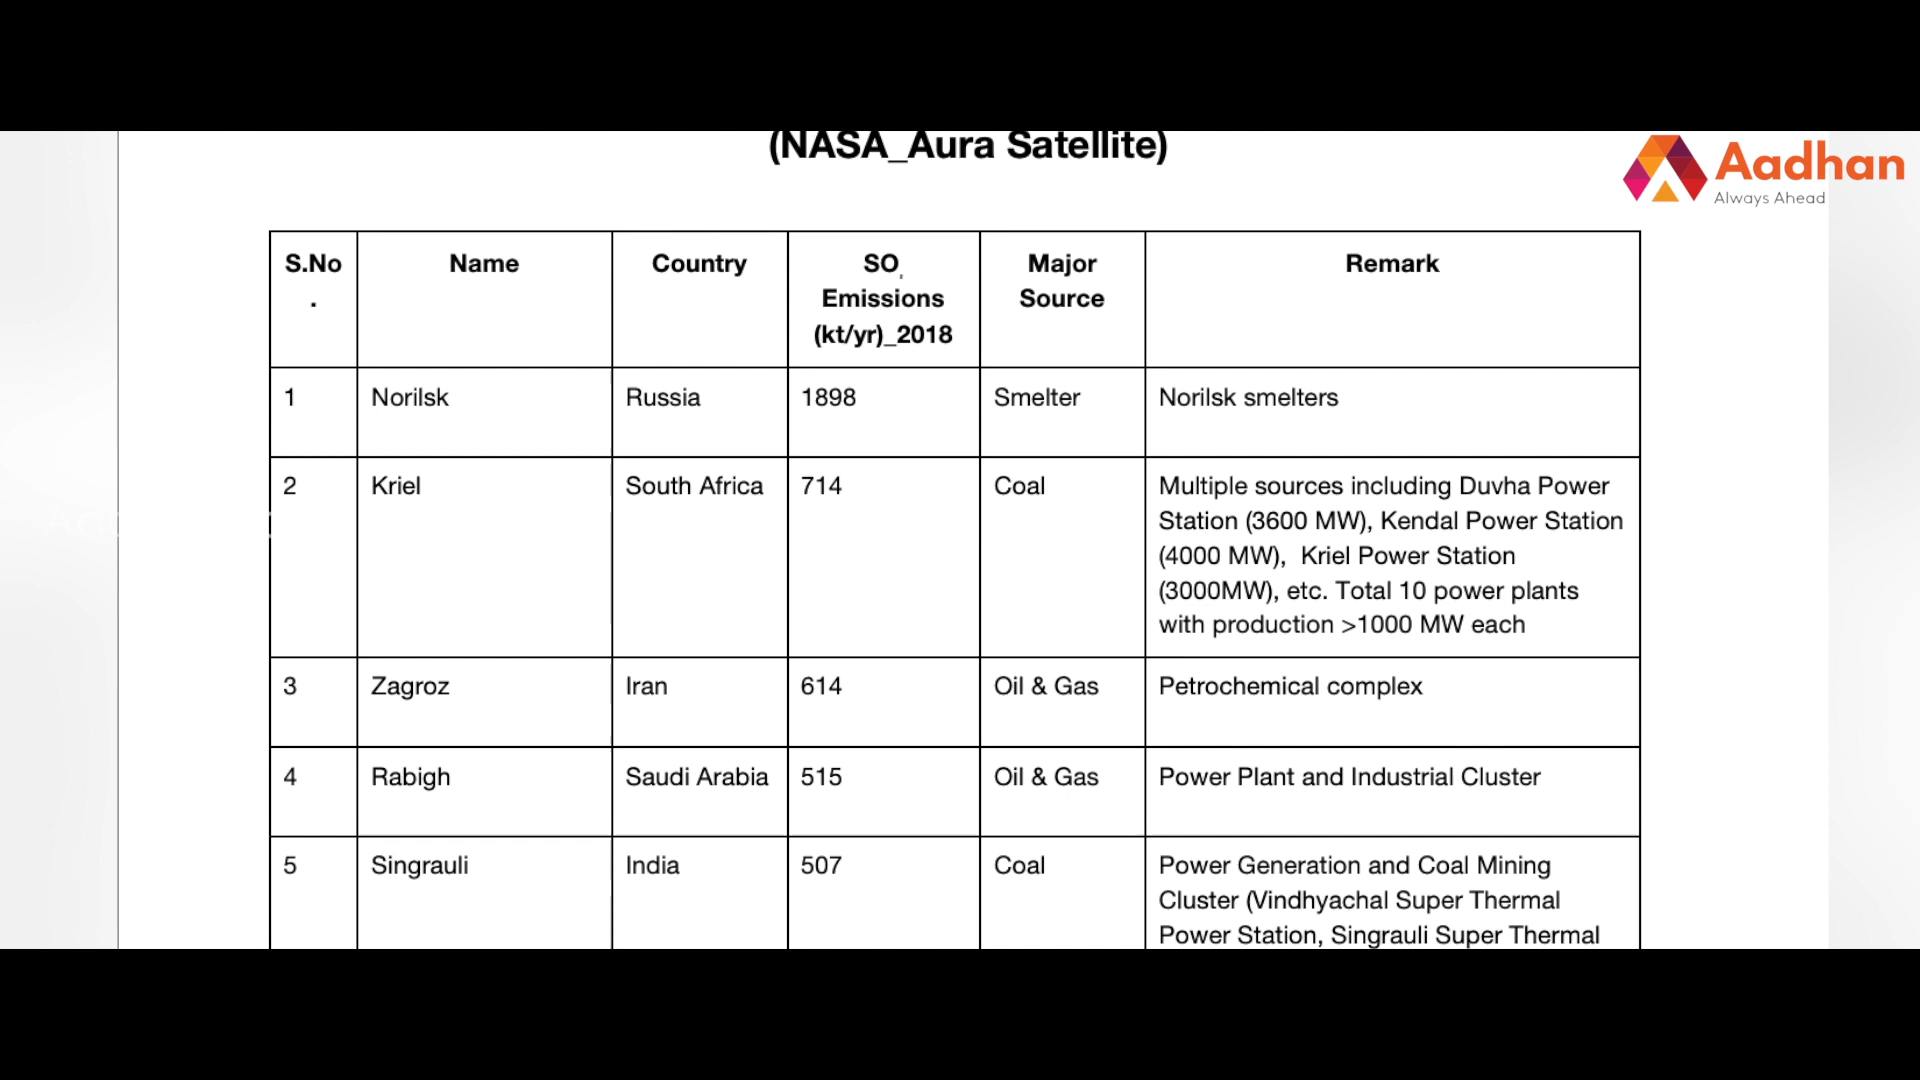 (NASA_Aura Satellite)
Aadhan
Always Ahead
S.No
.
Name
Country
SO
Emissions
(kt/yr)_2018
Major
Source
Remark
1
Norilsk
Russia
1898
Smelter
Norilsk smelters
2
Kriel
South Africa
714
Coal
Multiple sources including Duvha Power
Station (3600 MW), Kendal Power Station
(4000 MW), Kriel Power Station
(3000MW), etc. Total 10 power plants
with production >1000 MW each
3
Zagroz
Iran
614
Oil & Gas
Petrochemical complex
4
Rabigh
Saudi Arabia
515
Oil & Gas
Power Plant and Industrial Cluster
5
Singrauli
India
507
Coal
Power Generation and Coal Mining
Cluster (Vindhyachal Super Thermal
Power Station, Singrauli Super Thermal